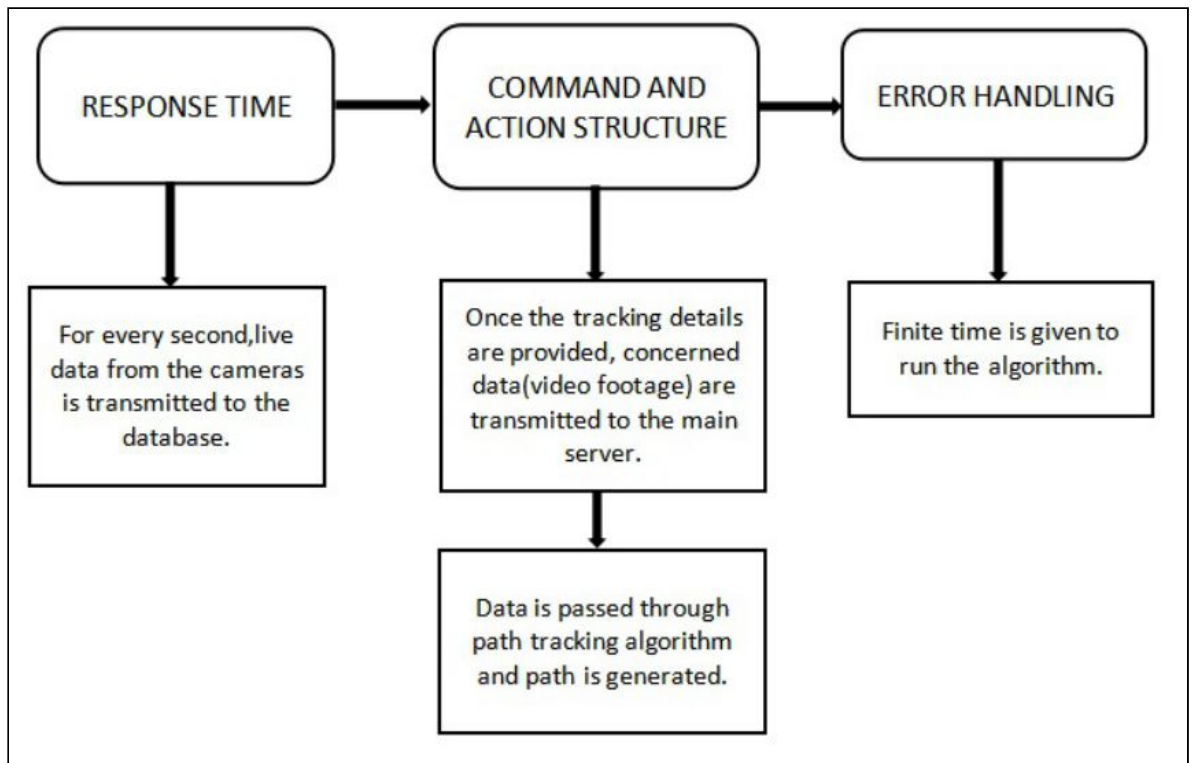 RESPONSE TIME
COMMAND AND
ACTION STRUCTURE
ERROR HANDLING
For every second,live
data from the cameras
is transmitted to the
database.
Once the tracking details
are provided, concerned
data(video footage) are
transmitted to the main
server.
Data is passed through
path tracking algorithm
and path is generated.
Finite time is given to
run the algorithm.